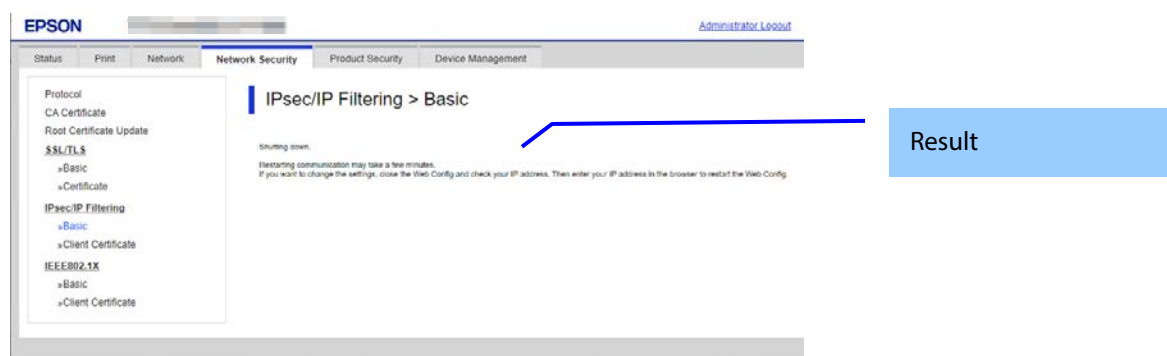 EPSON
Administrator Logout
Status Print Network Network Security Product Security Device Management
Protocol
CA Certificate
Root Certificate Update
SSL/TLS
»Basic
»Certificate
IPsec/IP Filtering
»Basic
»Client Certificate
IEEE802.1X
»Basic
»Client Certificate
IPsec/IP Filtering > Basic
Shutting down.
Restarting communication may take a few minutes.
If you want to change the settings, close the Web Config and check your IP address. Then enter your IP address in the browser to restart the Web Config.
Result